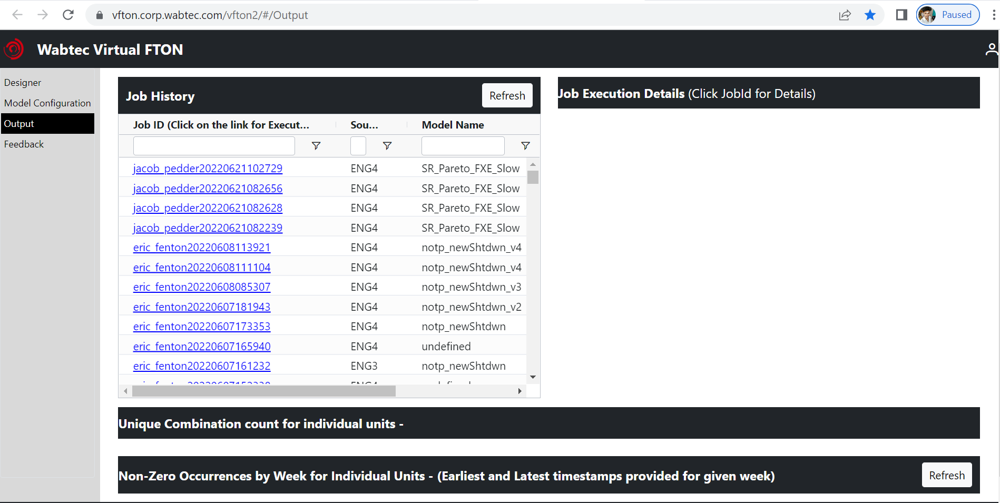 vfton.corp.wabtec.com/vfton2/#/Output
Paused
Wabtec Virtual FTON
Designer
Model Configuration
Output
Feedback
Job History
Refresh
Job ID (Click on the link for Execut... Sou... Model Name
jacob_pedder20220621102729 ENG4 SR_Pareto_FXE_Slow
jacob_pedder20220621082656 ENG4 SR_Pareto_FXE_Slow
jacob_pedder20220621082628 ENG4 SR_Pareto_FXE_Slow
jacob_pedder20220621082239 ENG4 SR_Pareto_FXE_Slow
eric_fenton20220608113921 ENG4 notp_newShtdwn_v4
eric_fenton20220608111104 ENG4 notp_newShtdwn_v4
eric_fenton20220608085307 ENG4 notp_newShtdwn_v3
eric_fenton20220607181943 ENG4 notp_newShtdwn_v2
eric_fenton20220607173353 ENG4 notp_newShtdwn
eric_fenton20220607165940 ENG4 undefined
eric_fenton20220607161232 ENG3 notp_newShtdwn
Job Execution Details (Click JobId for Details)
Unique Combination count for individual units -
Non-Zero Occurrences by Week for Individual Units - (Earliest and Latest timestamps provided for given week)
Refresh